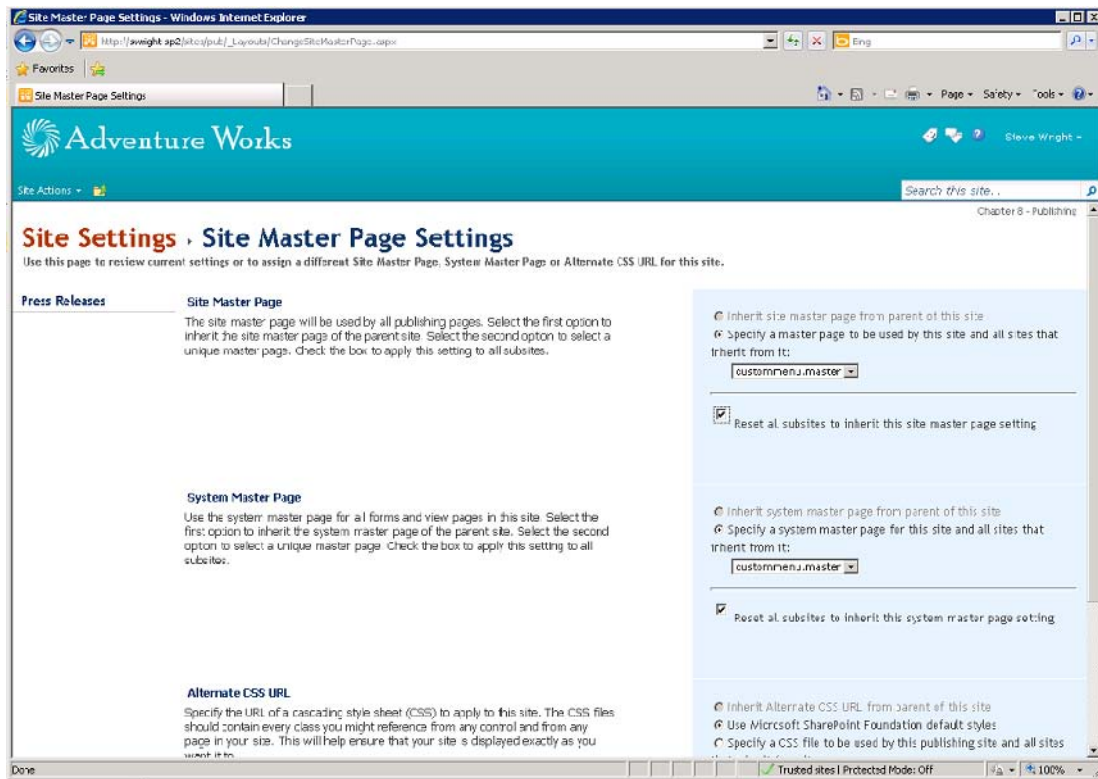 Site Master Page Settings - Windows Internet Explorer
http://swright sp2/sites/pub/_Layouts/ChangeSiteMasterPage.aspx
Bing
Favorites
Site Master Page Settings
Page
Safety
Tools
Adventure Works
Steve Wright
Site Actions
Search this site..
Chapter 8 - Publishing
Site Settings › Site Master Page Settings
Use this page to review current settings or to assign a different Site Master Page, System Master Page or Alternate CSS URL for this site.
Press Releases
Site Master Page
The site master page will be used by all publishing pages. Select the first option to
inherit the site master page of the parent site. Select the second option to select a
unique master page. Check the box to apply this setting to all subsites.
Inherit site master page from parent of this site
Specify a master page to be used by this site and all sites that
inherit from it:
custommenu.master
Reset all subsites to inherit this site master page setting
System Master Page
Use the system master page for all forms and view pages in this site. Select the
first option to inherit the system master page of the parent site. Select the second
option to select a unique master page. Check the box to apply this setting to all
subsites.
Inherit system master page from parent of this site
Specify a system master page for this site and all sites that
inherit from it:
custommenu.master
Reset all subsites to inherit this system master page setting
Alternate CSS URL
Specify the URL of a cascading style sheet (CSS) to apply to this site. The CSS files
should contain every class you might reference from any control and from any
page in your site. This will help ensure that your site is displayed exactly as you
want it to
Inherit Alternate CSS URL from parent of this site
Use Microsoft SharePoint Foundation default styles
Specify a CSS file to be used by this publishing site and all sites
Done
Trusted sites | Protected Mode: Off
100%